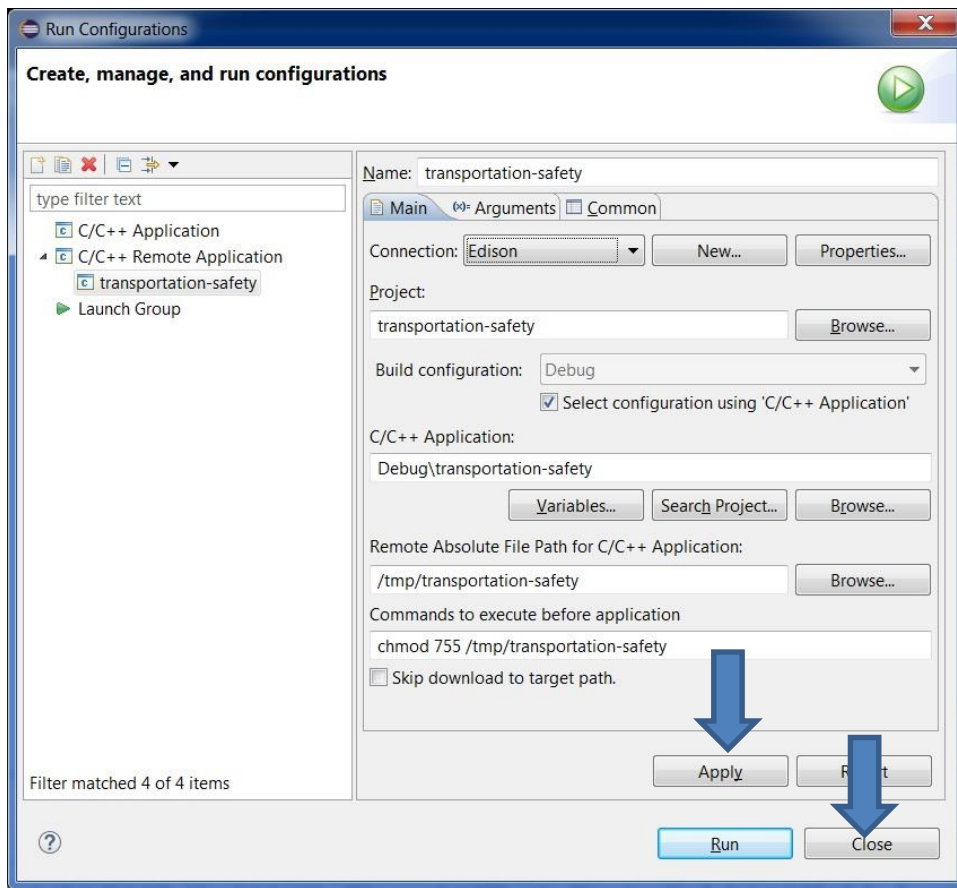 Run Configurations
Create, manage, and run configurations
type filter text
C/C++ Application
C/C++ Remote Application
transportation-safety
Launch Group
Filter matched 4 of 4 items
Name: transportation-safety
Main (x)= Arguments Common
Connection: Edison New... Properties...
Project:
transportation-safety Browse...
Build configuration: Debug
Select configuration using 'C/C++ Application'
C/C++ Application:
Debug\transportation-safety
Variables... Search Project... Browse...
Remote Absolute File Path for C/C++ Application:
/tmp/transportation-safety Browse...
Commands to execute before application
chmod 755 /tmp/transportation-safety
Skip download to target path.
Apply
Run Close